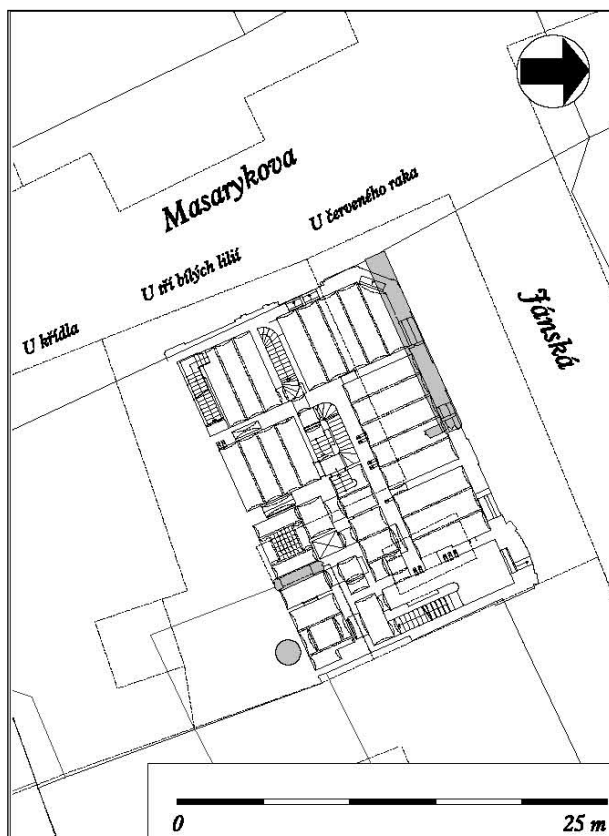 Masarykova
U červeného raka
U tří bílých lilií
U křídla
Jánská
0 25 m